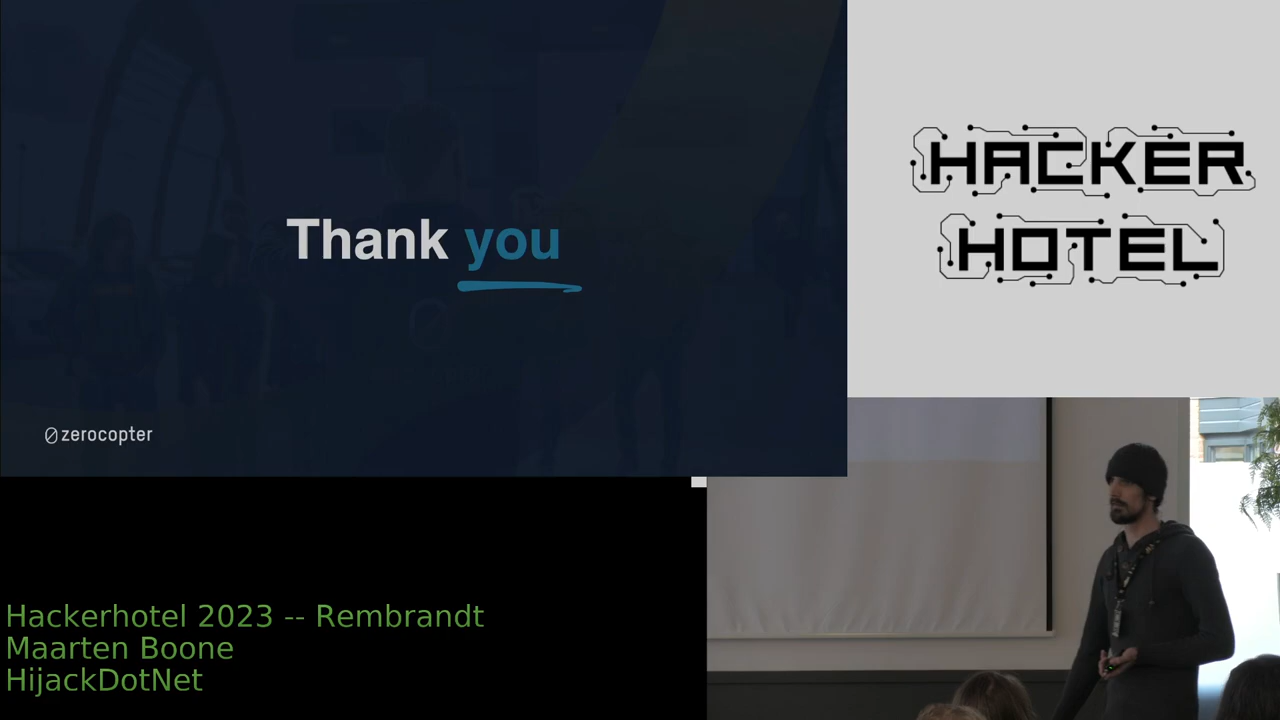 Thank you
zerocopter
HACKER
HOTEL
Hackerhotel 2023 -- Rembrandt
Maarten Boone
HijackDotNet